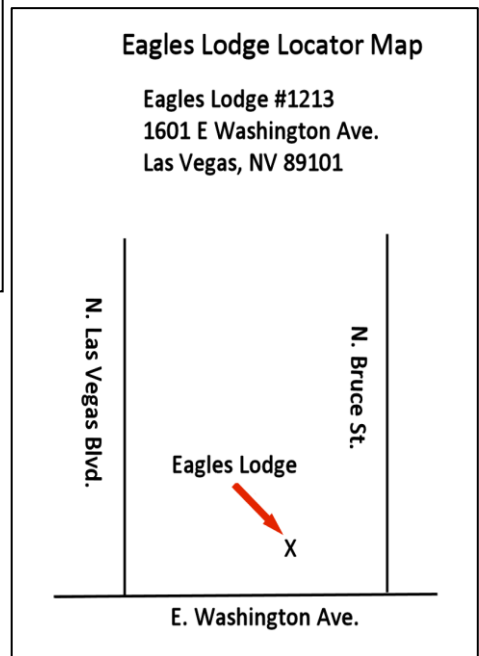 Eagles Lodge Locator Map
Eagles Lodge #1213
1601 E Washington Ave.
Las Vegas, NV 89101
N. Las Vegas Blvd.
N. Bruce St.
Eagles Lodge
X
E. Washington Ave.